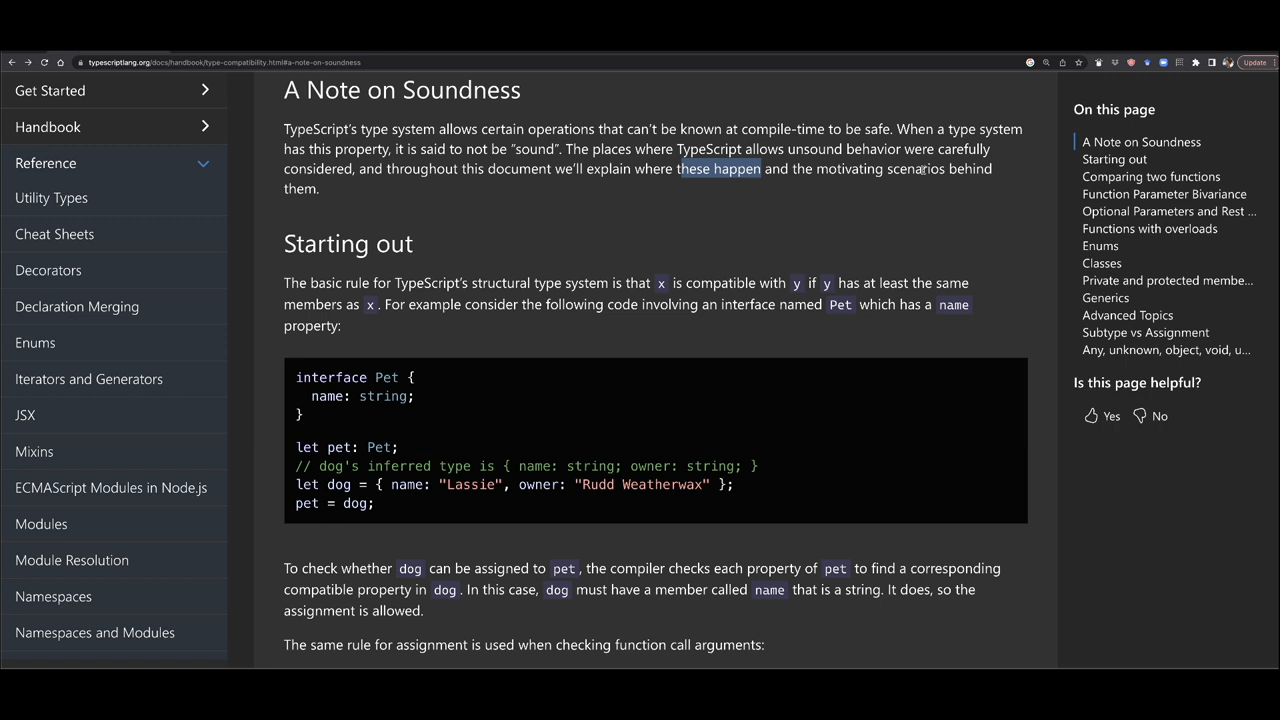 typescriptlang.org/docs/handbook/type-compatibility.html#a-note-on-soundness
Update
Get Started
Handbook
Reference
Utility Types
Cheat Sheets
Decorators
Declaration Merging
Enums
Iterators and Generators
JSX
Mixins
ECMAScript Modules in Node.js
Modules
Module Resolution
Namespaces
Namespaces and Modules
A Note on Soundness
TypeScript's type system allows certain operations that can't be known at compile-time to be safe. When a type system
has this property, it is said to not be "sound". The places where TypeScript allows unsound behavior were carefully
considered, and throughout this document we'll explain where these happen and the motivating scenarios behind
them.
Starting out
The basic rule for TypeScript's structural type system is that x is compatible with y if y has at least the same
members as x. For example consider the following code involving an interface named Pet which has a name
property:
interface Pet {
name: string;
}
let pet: Pet;
// dog's inferred type is { name: string; owner: string; }
let dog = { name: "Lassie", owner: "Rudd Weatherwax" };
pet = dog;
To check whether dog can be assigned to pet, the compiler checks each property of pet to find a corresponding
compatible property in dog. In this case, dog must have a member called name that is a string. It does, so the
assignment is allowed.
The same rule for assignment is used when checking function call arguments:
On this page
A Note on Soundness
Starting out
Comparing two functions
Function Parameter Bivariance
Optional Parameters and Rest ...
Functions with overloads
Enums
Classes
Private and protected membe...
Generics
Advanced Topics
Subtype vs Assignment
Any, unknown, object, void, u...
Is this page helpful?
Yes No